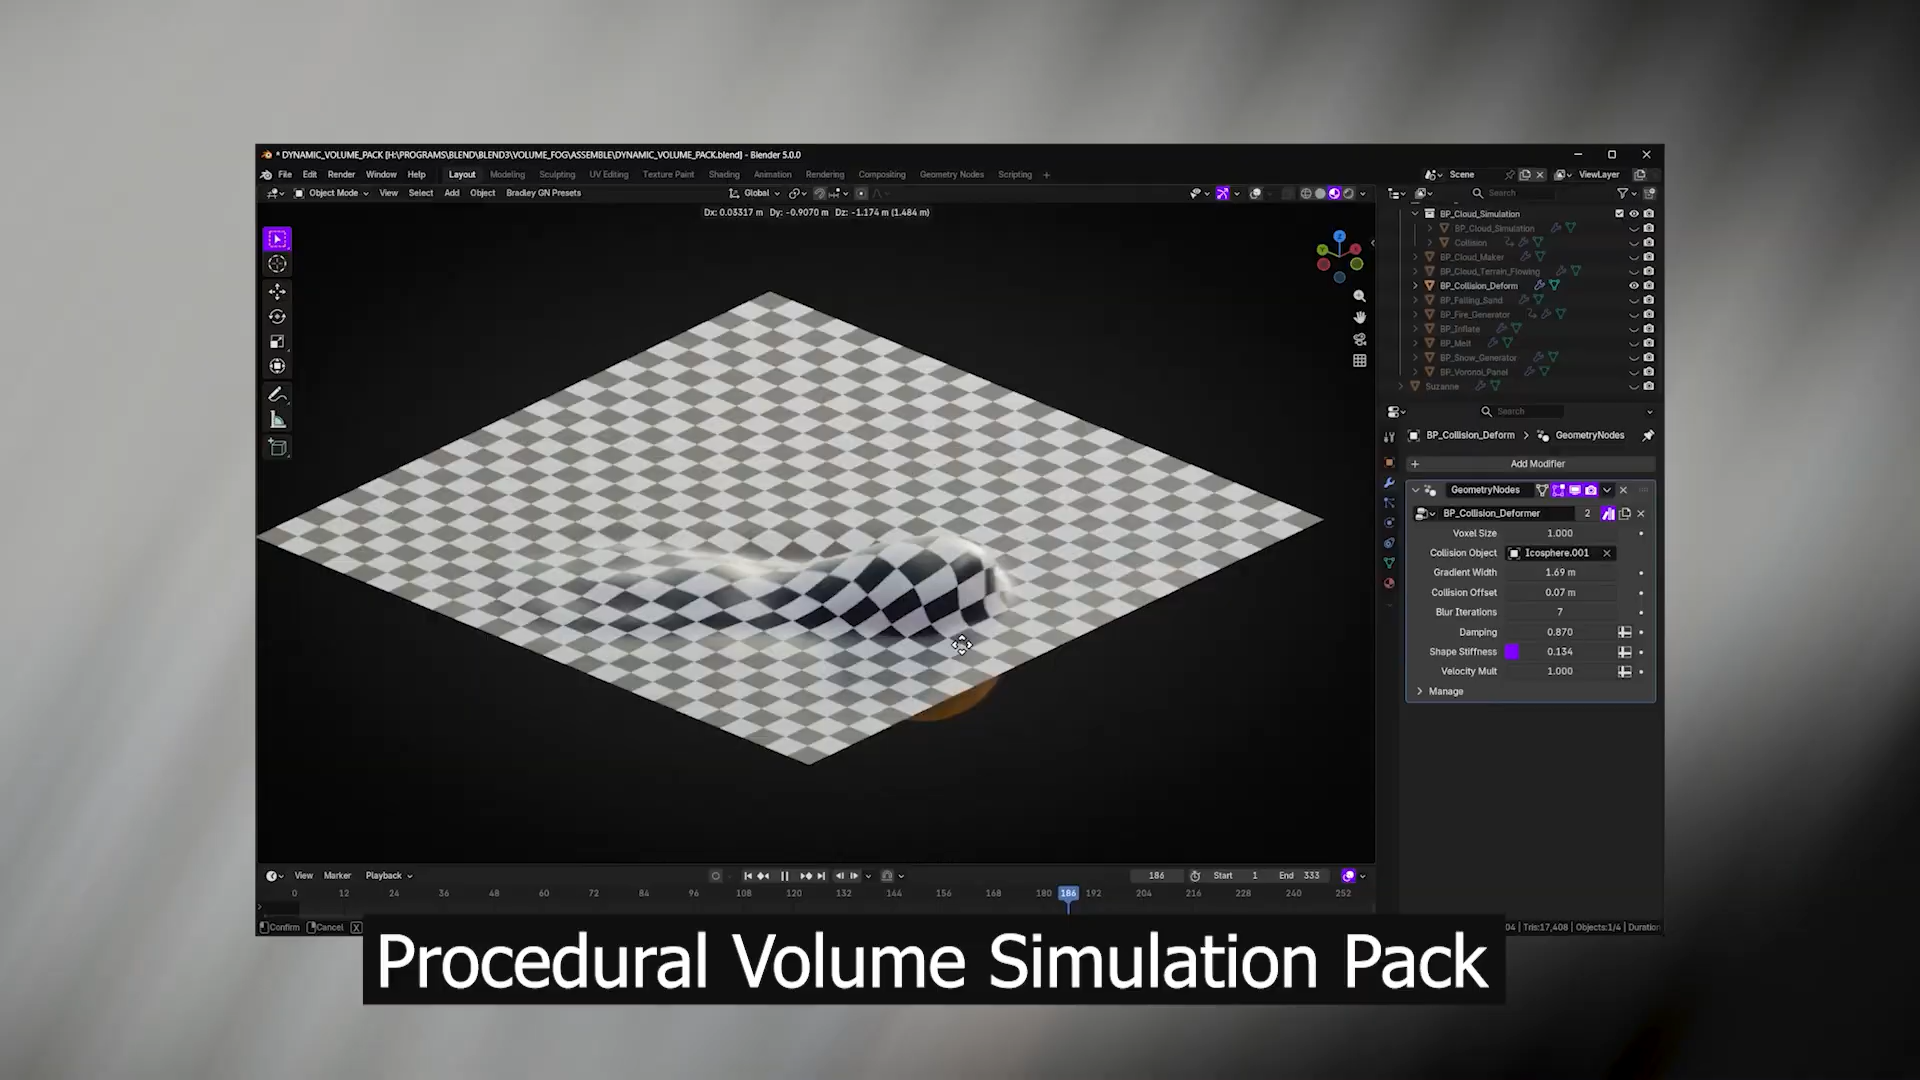 * DYNAMIC_VOLUME_PACK [H:\PROGRAMS\BLEND\BLEND3\VOLUME_FOG\ASSEMBLE\DYNAMIC_VOLUME_PACK.blend] - Blender 5.0.0
File Edit Render Window Help Layout Modeling Sculpting UV Editing Texture Paint Shading Animation Rendering Compositing Geometry Nodes Scripting + Scene ViewLayer
Object Mode View Select Add Object Bradley GN Presets Global Search
Dx: 0.03317 m Dy: -0.9070 m Dz: -1.174 m (1.484 m)
BP_Cloud_Simulation
BP_Cloud_Simulation
Collision
BP_Cloud_Maker
BP_Cloud_Terrain_Flowing
BP_Collision_Deform
BP_Falling_Sand
BP_Fire_Generator
BP_Inflate
BP_Melt
BP_Snow_Generator
BP_Voronoi_Panel
Suzanne
Search
BP_Collision_Deform > GeometryNodes
+ Add Modifier
GeometryNodes
BP_Collision_Deformer 2
Voxel Size 1.000
Collision Object Icosphere.001
Gradient Width 1.69 m
Collision Offset 0.07 m
Blur Iterations 7
Damping 0.870
Shape Stiffness 0.134
Velocity Mult 1.000
Manage
View Marker Playback 186 Start 1 End 333
0 12 24 36 48 60 72 84 96 108 120 132 144 156 168 180 186 192 204 216 228 240 252
Confirm Cancel X
04 | Tris:17,408 | Objects:1/4 | Duration
Procedural Volume Simulation Pack